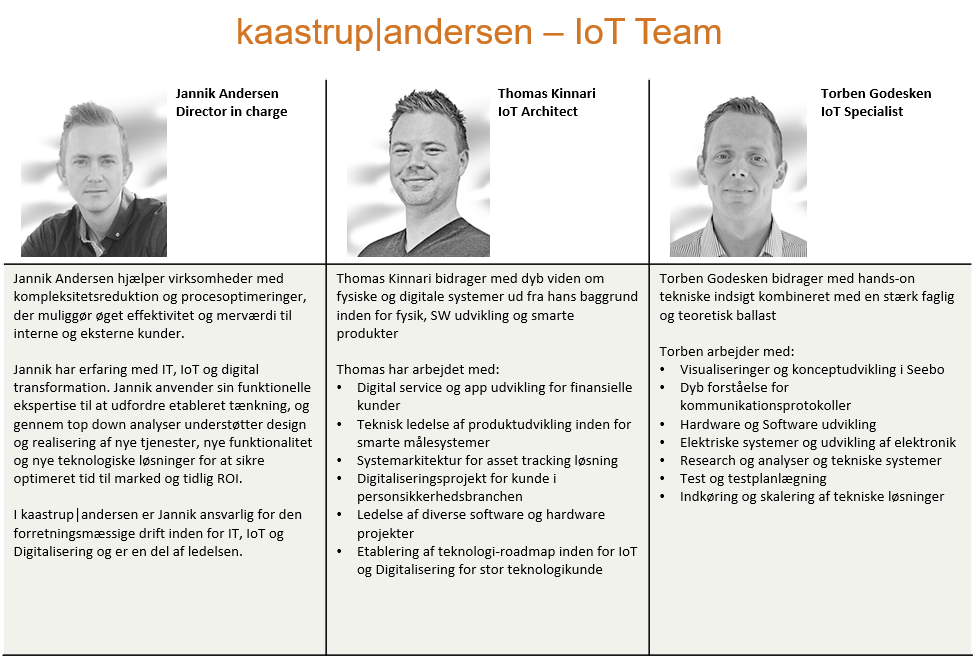 kaastrup|andersen – IoT Team
Jannik Andersen
Director in charge
Jannik Andersen hjælper virksomheder med
kompleksitetsreduktion og procesoptimeringer,
der muliggør øget effektivitet og merværdi til
interne og eksterne kunder.
Jannik har erfaring med IT, IoT og digital
transformation. Jannik anvender sin funktionelle
ekspertise til at udfordre etableret tænkning, og
gennem top down analyser understøtter design
og realisering af nye tjenester, nye funktionalitet
og nye teknologiske løsninger for at sikre
optimeret tid til marked og tidlig ROI.
I kaastrup|andersen er Jannik ansvarlig for den
forretningsmæssige drift inden for IT, IoT og
Digitalisering og er en del af ledelsen.
Thomas Kinnari
IoT Architect
Thomas Kinnari bidrager med dyb viden om
fysiske og digitale systemer ud fra hans baggrund
inden for fysik, SW udvikling og smarte
produkter
Thomas har arbejdet med:
• Digital service og app udvikling for finansielle
kunder
• Teknisk ledelse af produktudvikling inden for
smarte målesystemer
• Systemarkitektur for asset tracking løsning
• Digitaliseringsprojekt for kunde i
personsikkerhedsbranchen
• Ledelse af diverse software og hardware
projekter
• Etablering af teknologi-roadmap inden for IoT
og Digitalisering for stor teknologikunde
Torben Godesken
IoT Specialist
Torben Godesken bidrager med hands-on
tekniske indsigt kombineret med en stærk faglig
og teoretisk ballast
Torben arbejder med:
• Visualiseringer og konceptudvikling i Seebo
• Dyb forståelse for
kommunikationsprotokoller
• Hardware og Software udvikling
• Elektriske systemer og udvikling af elektronik
• Research og analyser og tekniske systemer
• Test og testplanlægning
• Indkøring og skalering af tekniske løsninger